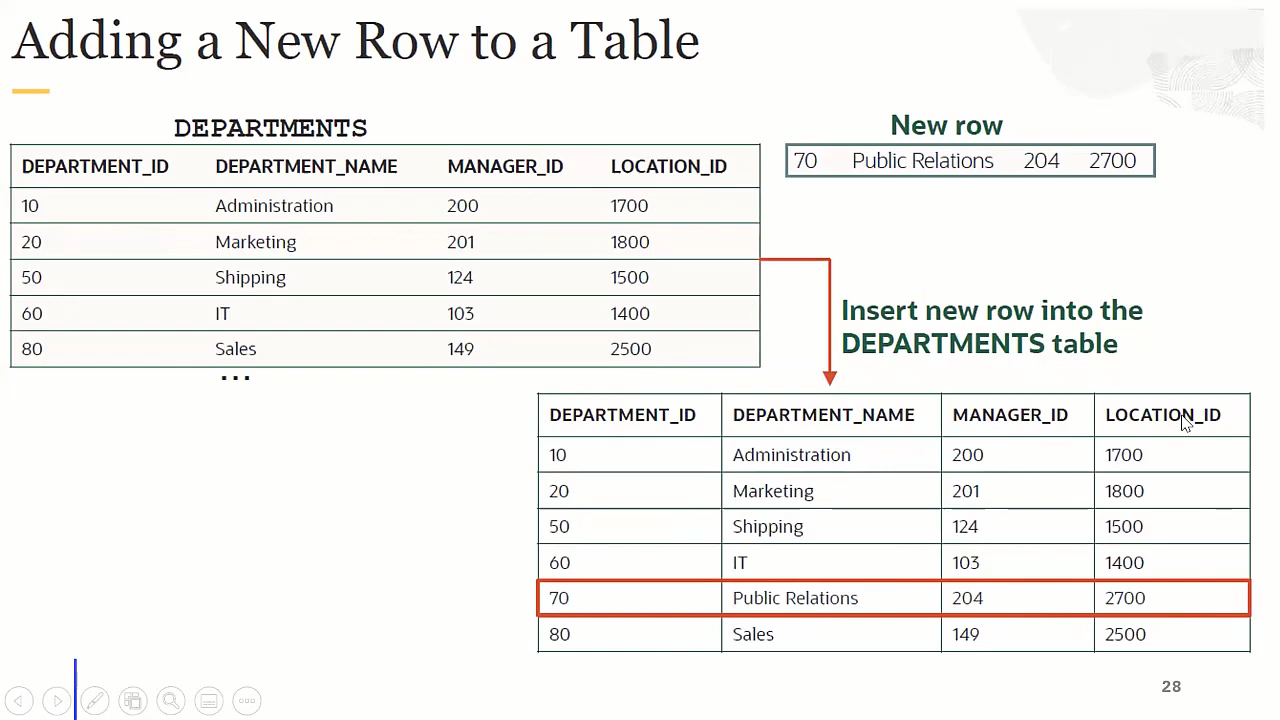 Adding a New Row to a Table
DEPARTMENTS
DEPARTMENT_ID DEPARTMENT_NAME MANAGER_ID LOCATION_ID
10 Administration 200 1700
20 Marketing 201 1800
50 Shipping 124 1500
60 IT 103 1400
80 Sales 149 2500
...
New row
70 Public Relations 204 2700
Insert new row into the
DEPARTMENTS table
DEPARTMENT_ID DEPARTMENT_NAME MANAGER_ID LOCATION_ID
10 Administration 200 1700
20 Marketing 201 1800
50 Shipping 124 1500
60 IT 103 1400
70 Public Relations 204 2700
80 Sales 149 2500
28